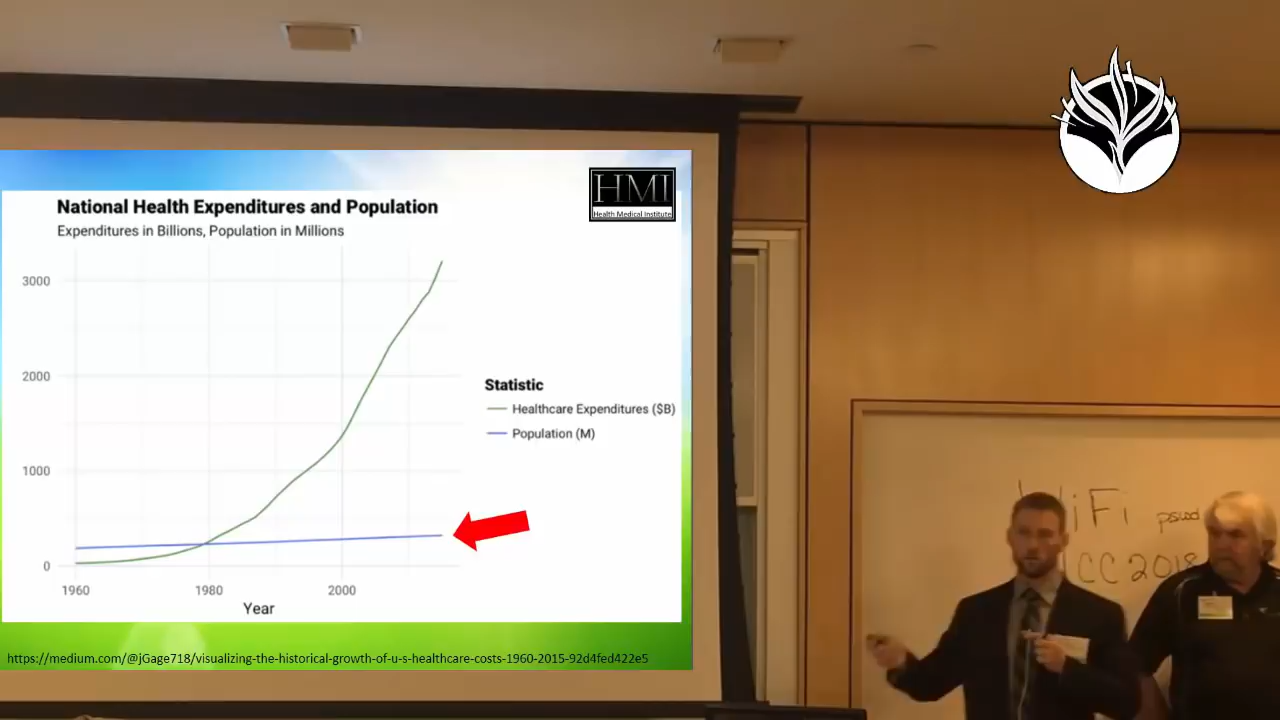 HMI
Health Medical Institute
National Health Expenditures and Population
Expenditures in Billions, Population in Millions
3000
2000
1000
0
1960
1980
2000
Year
Statistic
Healthcare Expenditures ($B)
Population (M)
https://medium.com/@jGage718/visualizing-the-historical-growth-of-u-s-healthcare-costs-1960-2015-92d4fed422e5
WiFi
CC 2018